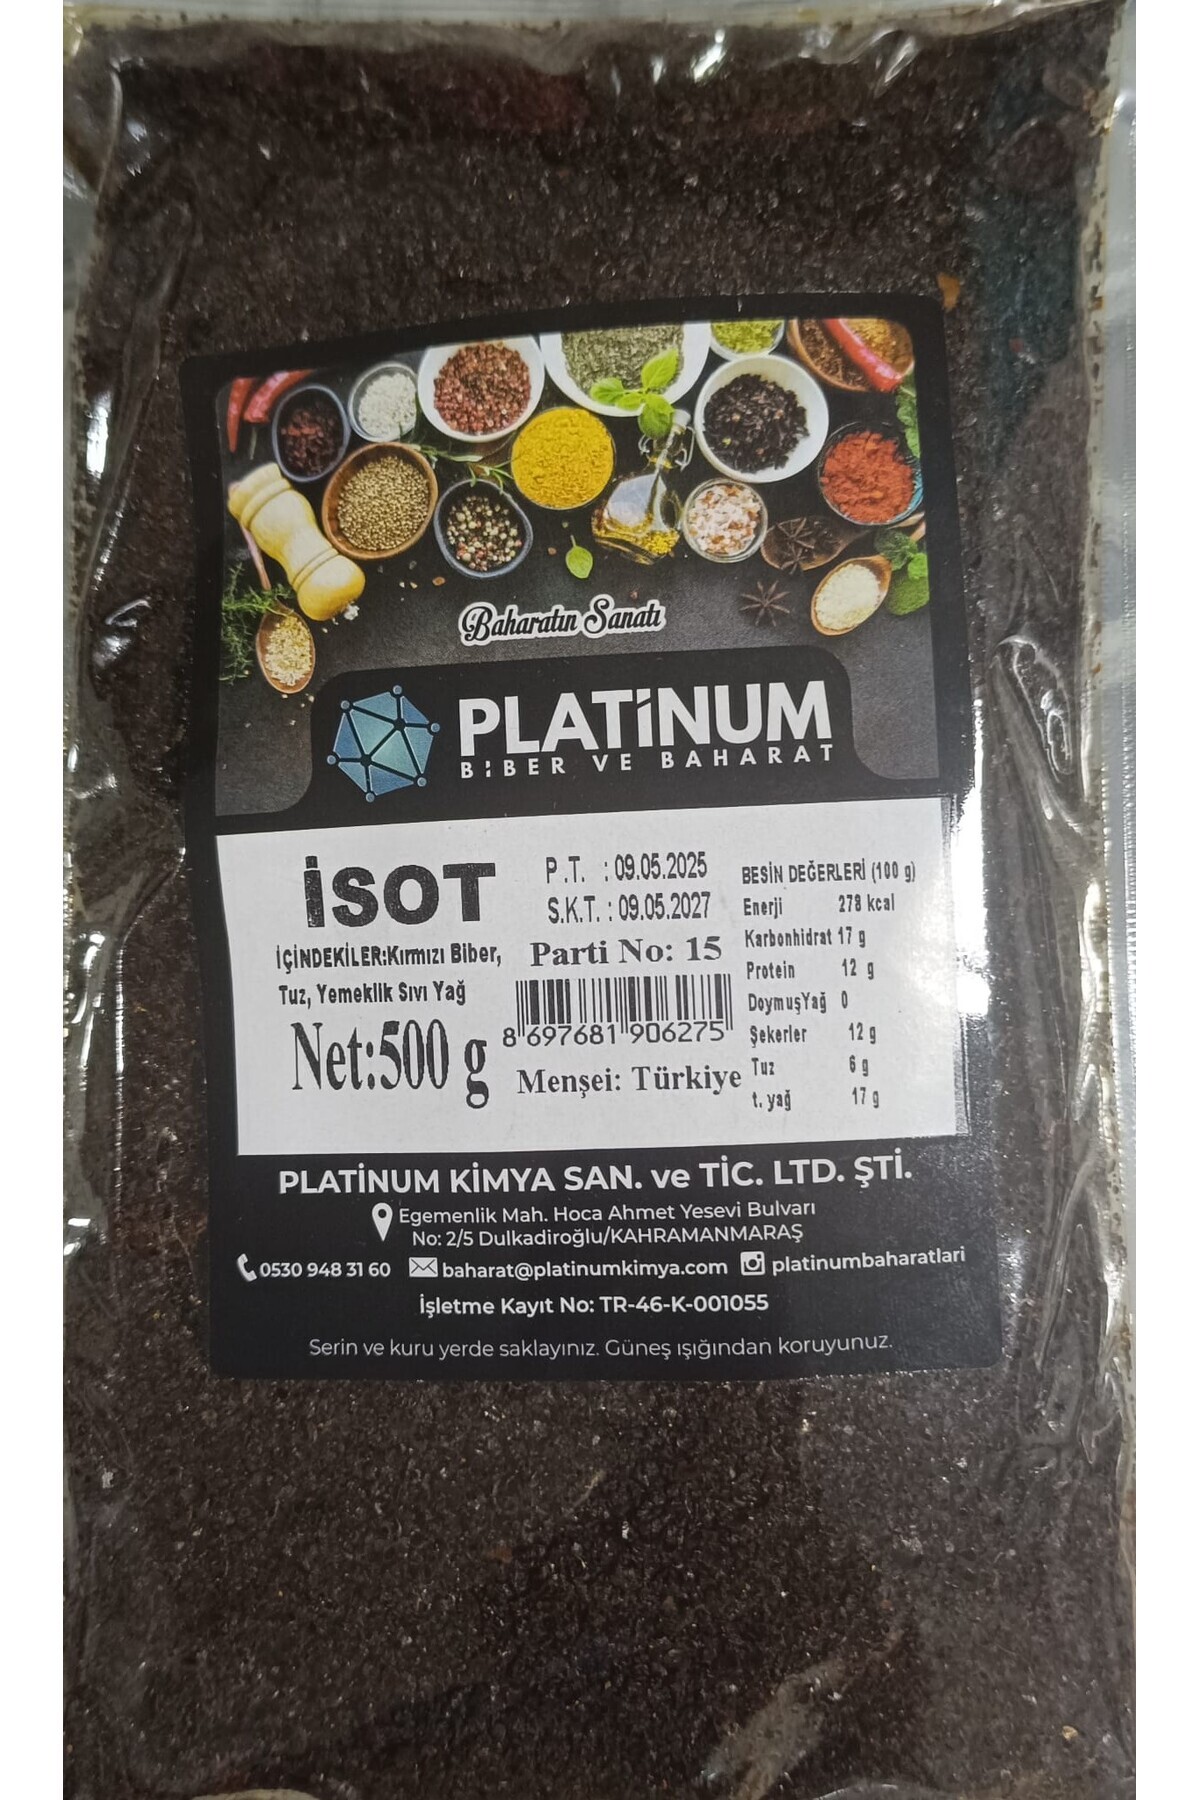 Baharatın Sanatı
PLATİNUM
BİBER VE BAHARAT
İSOT
İÇİNDEKİLER:Kırmızı Biber,
Tuz, Yemeklik Sıvı Yağ
Net:500 g
P.T. : 09.05.2025
S.K.T. : 09.05.2027
Parti No: 15
8 697681 906275
Menşei: Türkiye
BESİN DEĞERLERİ (100 g)
Enerji 278 kcal
Karbonhidrat 17 g
Protein 12 g
DoymuşYağ 0
Şekerler 12 g
Tuz 6 g
t. yağ 17 g
PLATİNUM KİMYA SAN. ve TİC. LTD. ŞTİ.
Egemenlik Mah. Hoca Ahmet Yesevi Bulvarı
No: 2/5 Dulkadiroğlu/KAHRAMANMARAŞ
0530 948 31 60 baharat@platinumkimya.com platinumbaharatlari
İşletme Kayıt No: TR-46-K-001055
Serin ve kuru yerde saklayınız. Güneş ışığından koruyunuz.